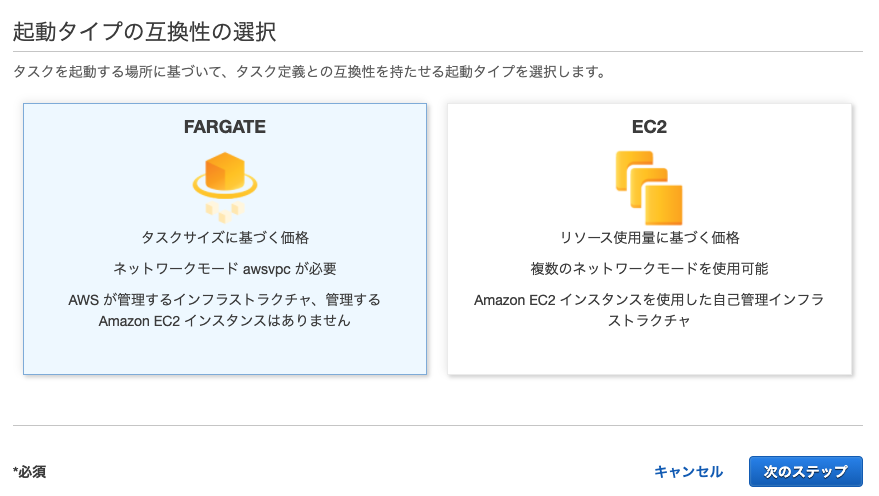 起動タイプの互換性の選択
タスクを起動する場所に基づいて、タスク定義との互換性を持たせる起動タイプを選択します。
FARGATE
タスクサイズに基づく価格
ネットワークモード awsvpc が必要
AWS が管理するインフラストラクチャ、管理する
Amazon EC2 インスタンスはありません
EC2
リソース使用量に基づく価格
複数のネットワークモードを使用可能
Amazon EC2 インスタンスを使用した自己管理インフラ
ストラクチャ
*必須
キャンセル
次のステップ